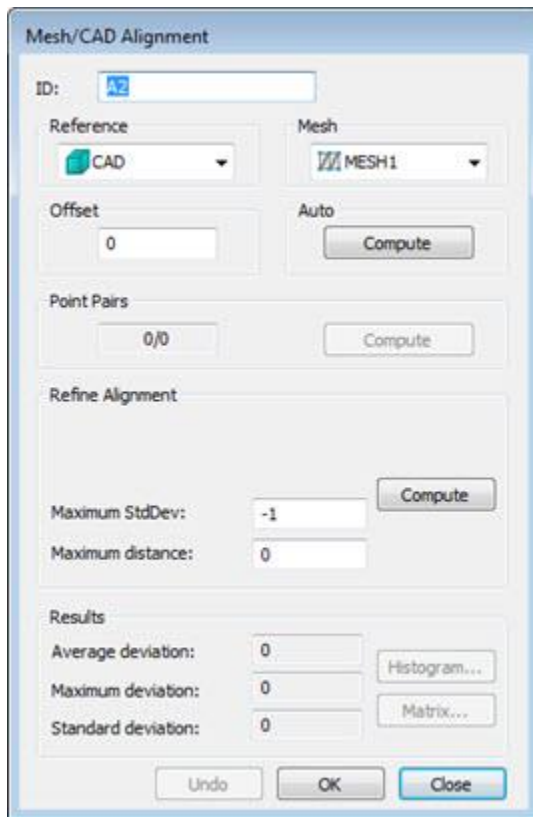 Mesh/CAD Alignment
ID: A2
Reference Mesh
CAD MESH1
Offset Auto
0 Compute
Point Pairs
0/0 Compute
Refine Alignment
Compute
Maximum StdDev: -1
Maximum distance: 0
Results
Average deviation: 0
Histogram...
Maximum deviation: 0
Matrix...
Standard deviation: 0
Undo OK Close